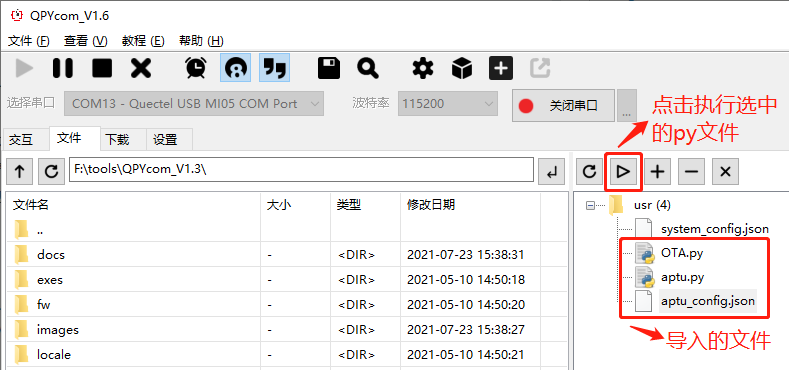 QPYcom_V1.6
文件 (F) 查看 (V) 教程 (E) 帮助 (H)
选择串口 COM13 - Quectel USB MI05 COM Port 波特率 115200 关闭串口 ...
点击执行选中
的py文件
交互 文件 下载 设置
F:\tools\QPYcom_V1.3\
文件名 大小 类型 修改日期
..
docs - <DIR> 2021-07-23 15:38:31
exes - <DIR> 2021-05-10 14:50:18
fw - <DIR> 2021-05-10 14:50:20
images - <DIR> 2021-07-23 15:38:27
locale - <DIR> 2021-05-10 14:50:21
usr (4)
system_config.json
OTA.py
aptu.py
aptu_config.json
导入的文件